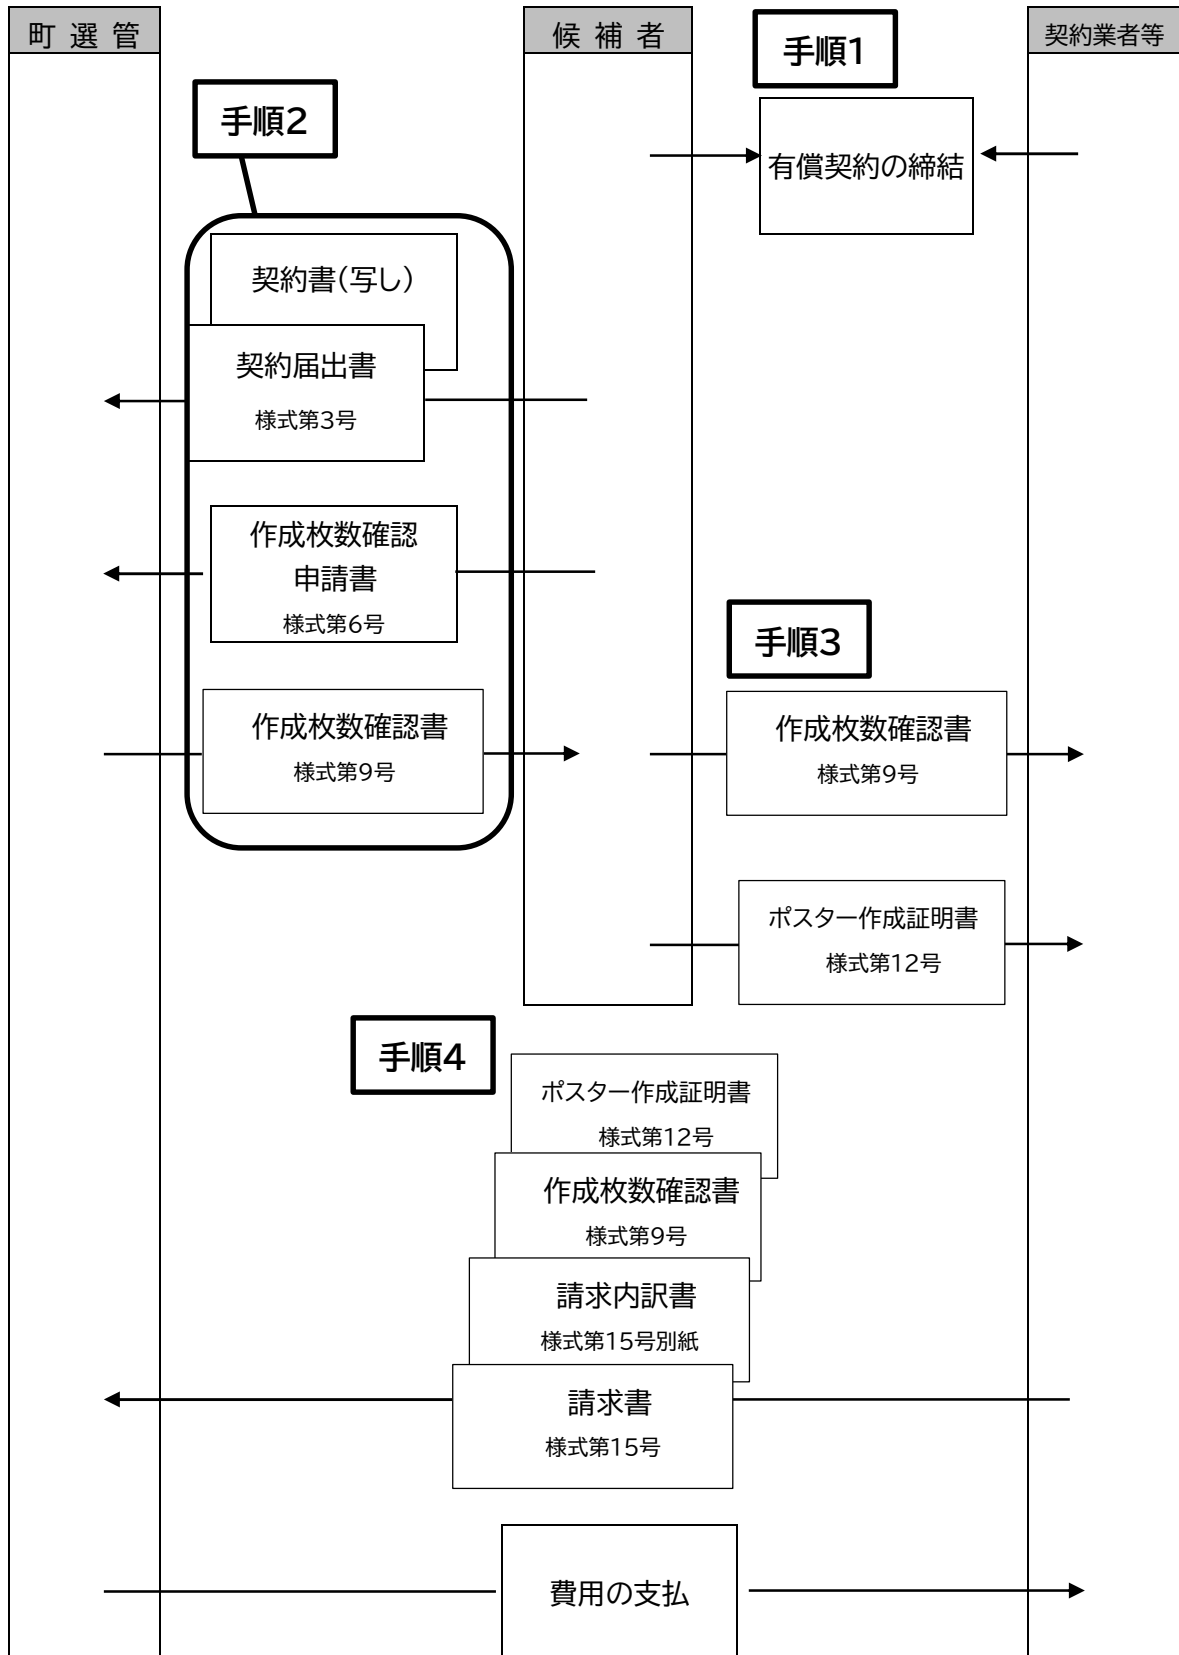 町選管
候補者
契約業者等
手順1
有償契約の締結
手順2
契約書(写し)
契約届出書
様式第3号
作成枚数確認
申請書
様式第6号
作成枚数確認書
様式第9号
手順3
作成枚数確認書
様式第9号
ポスター作成証明書
様式第12号
手順4
ポスター作成証明書
様式第12号
作成枚数確認書
様式第9号
請求内訳書
様式第15号別紙
請求書
様式第15号
費用の支払